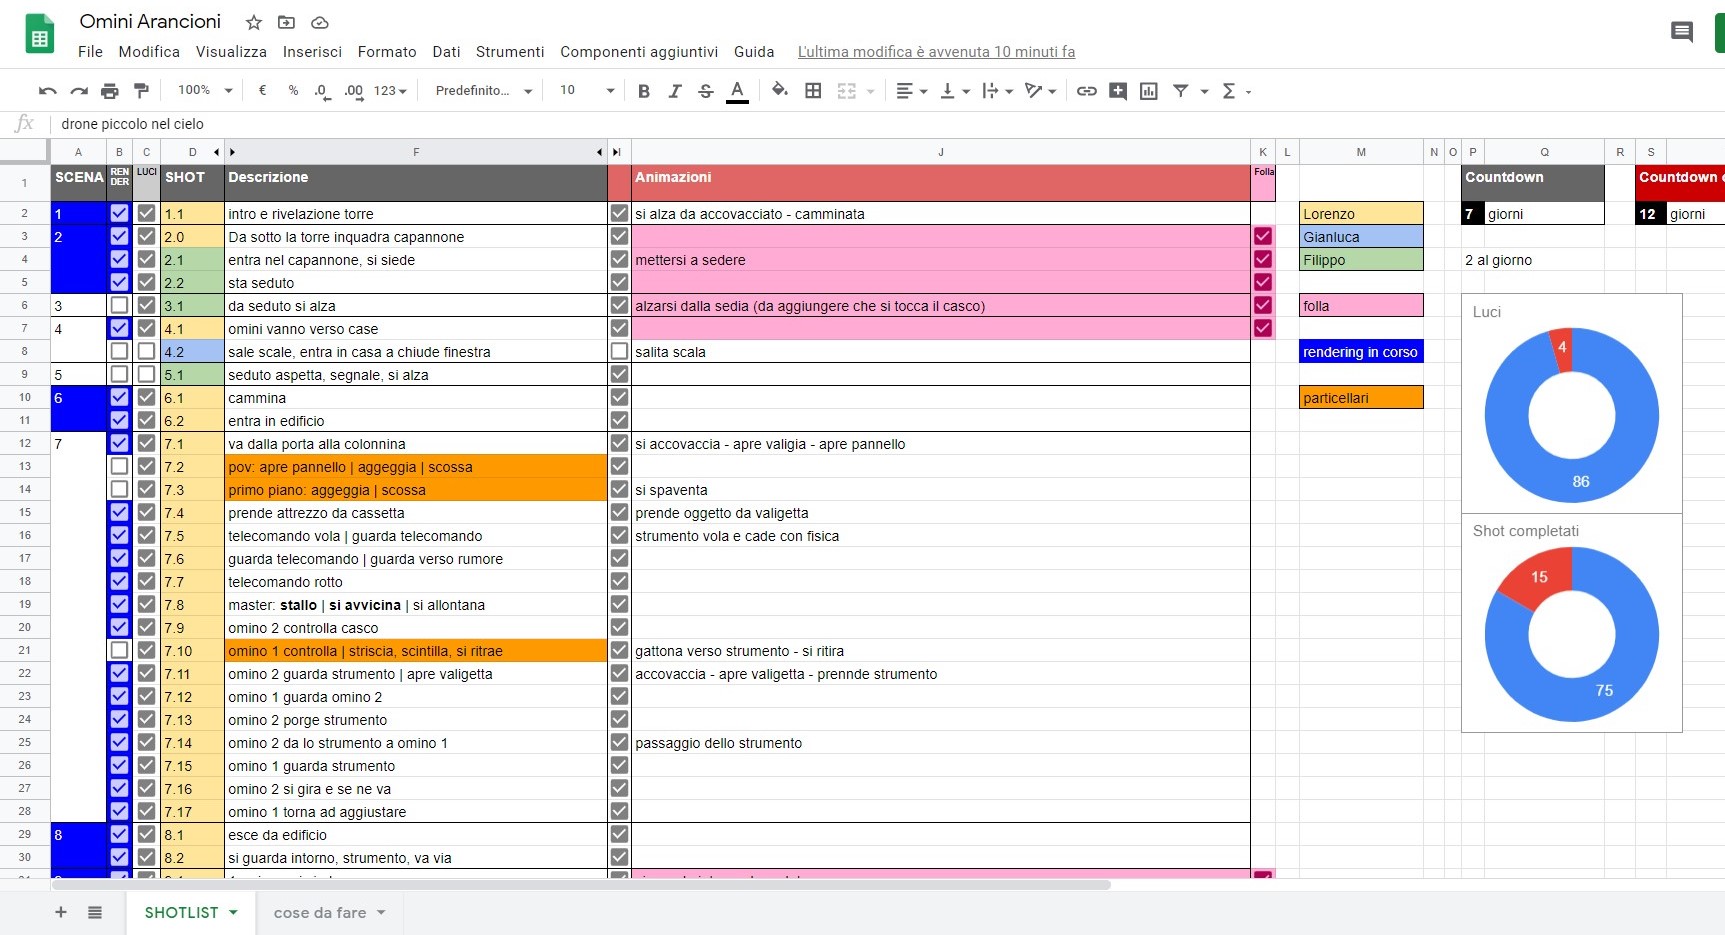 Omini Arancioni
File Modifica Visualizza Inserisci Formato Dati Strumenti Componenti aggiuntivi Guida L'ultima modifica è avvenuta 10 minuti fa
100% € % .0 .00 123 Predefinito... 10 B I S A Σ
fx drone piccolo nel cielo
A B C D F J K L M N O P Q R S
1 SCENA RENDER LUCI SHOT Descrizione Animazioni Folla Countdown Countdown
2 1 1.1 intro e rivelazione torre si alza da accovacciato - camminata Lorenzo 7 giorni 12 giorni
3 2 2.0 Da sotto la torre inquadra capannone Gianluca
4 2.1 entra nel capannone, si siede mettersi a sedere Filippo 2 al giorno
5 2.2 sta seduto
6 3 3.1 da seduto si alza alzarsi dalla sedia (da aggiungere che si tocca il casco) folla Luci
7 4 4.1 omini vanno verso case
8 4.2 sale scale, entra in casa a chiude finestra salita scala rendering in corso 4
9 5 5.1 seduto aspetta, segnale, si alza
10 6 6.1 cammina particellari
11 6.2 entra in edificio
12 7 7.1 va dalla porta alla colonnina si accovaccia - apre valigia - apre pannello
13 7.2 pov: apre pannello | aggeggia | scossa
14 7.3 primo piano: aggeggia | scossa si spaventa 86
15 7.4 prende attrezzo da cassetta prende oggetto da valigetta
16 7.5 telecomando vola | guarda telecomando strumento vola e cade con fisica Shot completati
17 7.6 guarda telecomando | guarda verso rumore
18 7.7 telecomando rotto 15
19 7.8 master: stallo | si avvicina | si allontana
20 7.9 omino 2 controlla casco
21 7.10 omino 1 controlla | striscia, scintilla, si ritrae gattona verso strumento - si ritira
22 7.11 omino 2 guarda strumento | apre valigetta accovaccia - apre valigetta - prennde strumento
23 7.12 omino 1 guarda omino 2 75
24 7.13 omino 2 porge strumento
25 7.14 omino 2 da lo strumento a omino 1 passaggio dello strumento
26 7.15 omino 1 guarda strumento
27 7.16 omino 2 si gira e se ne va
28 7.17 omino 1 torna ad aggiustare
29 8 8.1 esce da edificio
30 8.2 si guarda intorno, strumento, va via
SHOTLIST cose da fare